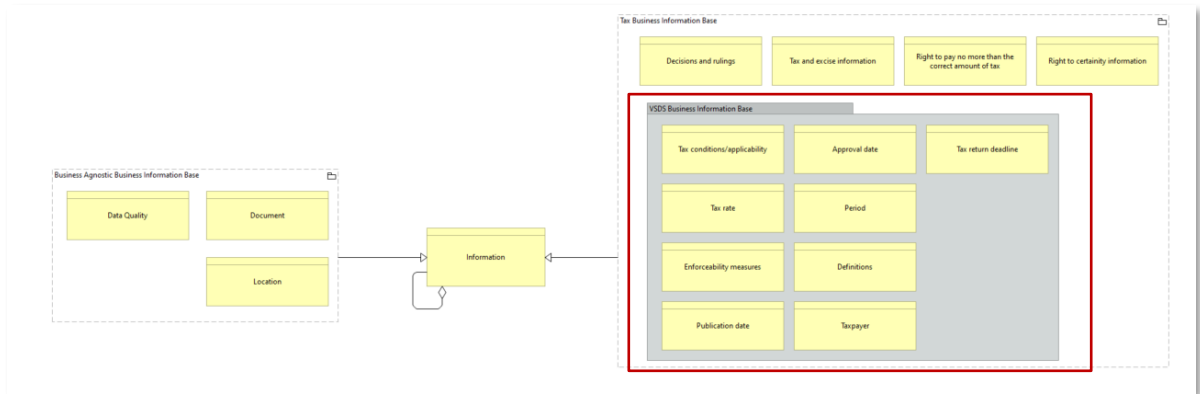 Tax Business Information Base
Decisions and rulings
Tax and excise information
Right to pay no more than the
correct amount of tax
Right to certainity information
VSDS Business Information Base
Tax conditions/applicability
Approval date
Tax return deadline
Business Agnostic Business Information Base
Data Quality
Document
Tax rate
Period
Information
Enforceability measures
Definitions
Location
Publication date
Taxpayer